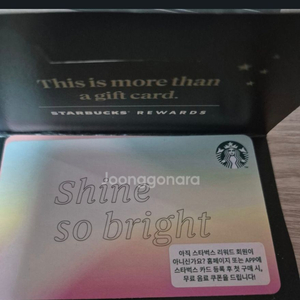 This is more than
a gift card.
STARBUCKS® REWARDS
Joonagonara
Shine
so bright
아직 스타벅스 리워드 회원이
아니신가요? 홈페이지 또는 APP에
스타벅스 카드 등록 후 첫 구매 시,
무료 음료 쿠폰을 드립니다!